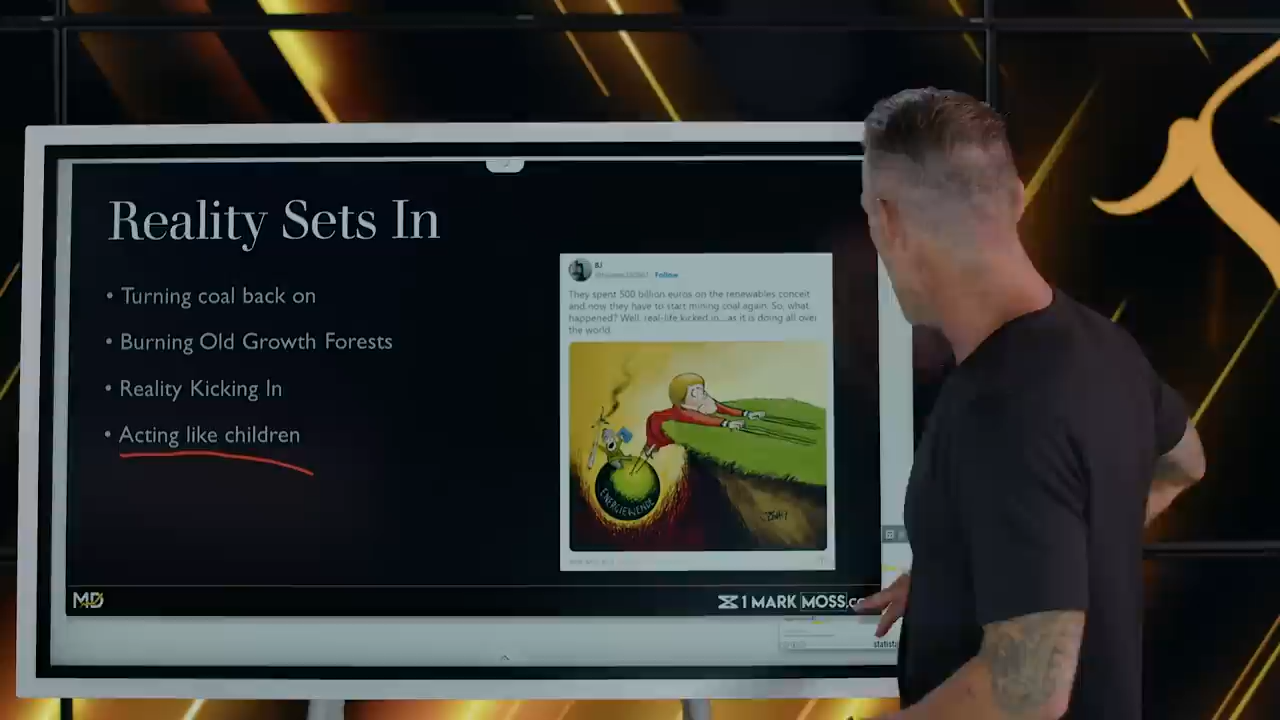 Reality Sets In
• Turning coal back on
• Burning Old Growth Forests
• Reality Kicking In
• Acting like children
BJ
Follow
They spent 500 billion euros on the renewables conceit
and now they have to start mining coal again. So, what
happened? Well, real-life kicked in....as it is doing all over
the world.
ENERGIEWENDE
MD
1 MARK MOSS.co
statista